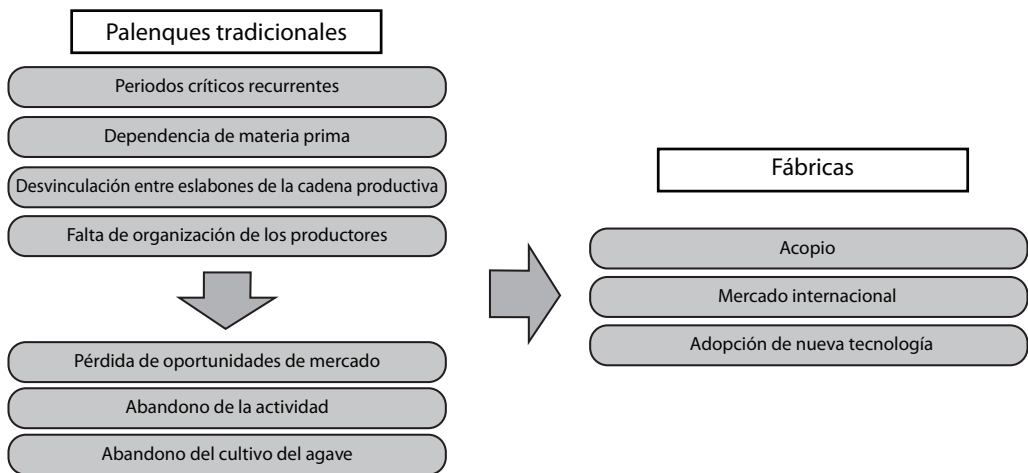 Palenques tradicionales
Periodos críticos recurrentes
Dependencia de materia prima
Desvinculación entre eslabones de la cadena productiva
Falta de organización de los productores
Pérdida de oportunidades de mercado
Abandono de la actividad
Abandono del cultivo del agave
Fábricas
Acopio
Mercado internacional
Adopción de nueva tecnología